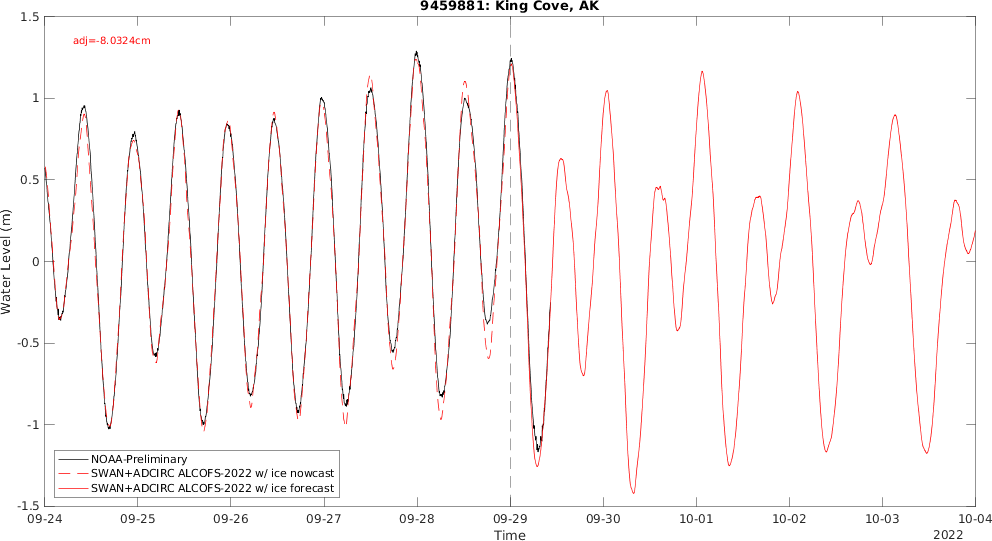 9459881: King Cove, AK
adj=-8.0324cm
1.5
1
0.5
0
-0.5
-1
-1.5
Water Level (m)
NOAA-Preliminary
SWAN+ADCIRC ALCOFS-2022 w/ ice nowcast
SWAN+ADCIRC ALCOFS-2022 w/ ice forecast
09-24 09-25 09-26 09-27 09-28 09-29 09-30 10-01 10-02 10-03 10-04
Time
2022